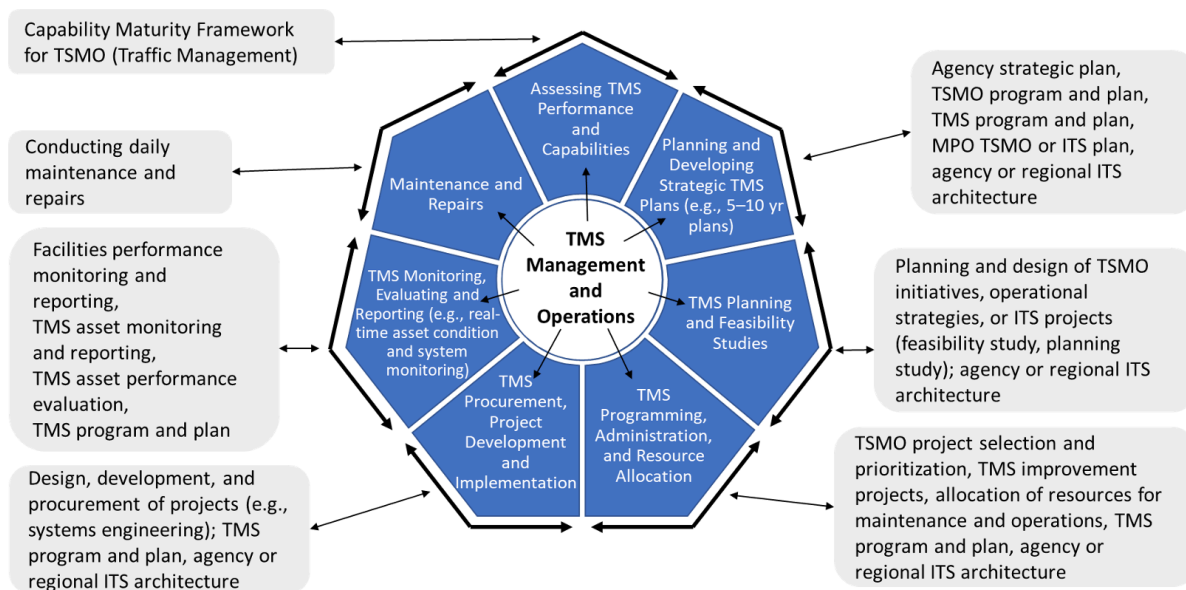 Capability Maturity Framework
for TSMO (Traffic Management)
Conducting daily
maintenance and
repairs
Facilities performance
monitoring and
reporting,
TMS asset monitoring
and reporting,
TMS asset performance
evaluation,
TMS program and plan
Design, development, and
procurement of projects (e.g.,
systems engineering); TMS
program and plan, agency or
regional ITS architecture
Assessing TMS
Performance
and
Capabilities
Planning and
Developing
Strategic TMS
Plans (e.g., 5–10 yr
plans)
TMS Planning
and Feasibility
Studies
TMS
Programming,
Administration,
and Resource
Allocation
TMS
Procurement,
Project
Development
and
Implementation
TMS Monitoring,
Evaluating and
Reporting (e.g., real-
time asset condition
and system
monitoring)
Maintenance and
Repairs
TMS
Management
and
Operations
Agency strategic plan,
TSMO program and plan,
TMS program and plan,
MPO TSMO or ITS plan,
agency or regional ITS
architecture
Planning and design of TSMO
initiatives, operational
strategies, or ITS projects
(feasibility study, planning
study); agency or regional ITS
architecture
TSMO project selection and
prioritization, TMS improvement
projects, allocation of resources for
maintenance and operations, TMS
program and plan, agency or
regional ITS architecture